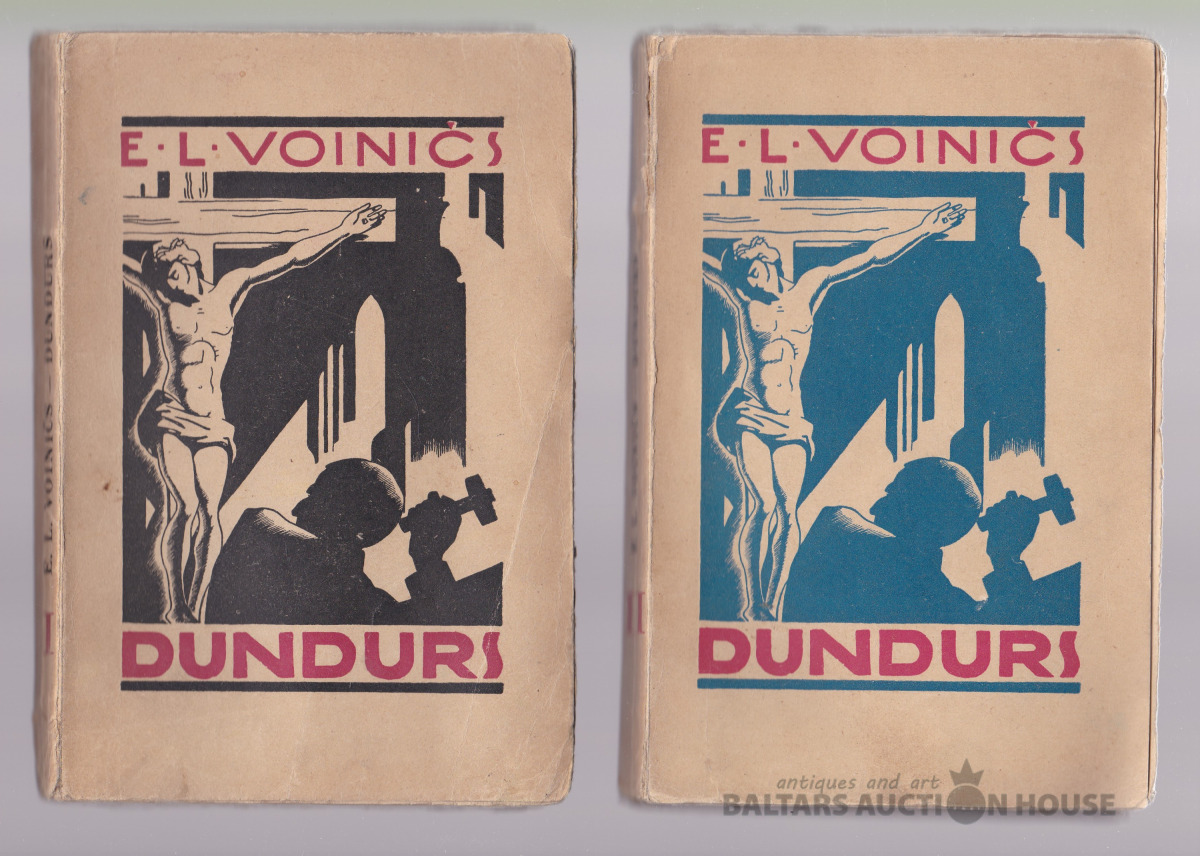 E·L·VOINIČS
DUNDURS
E. L. VOINIČS – DUNDURS
I
E·L·VOINIČS
DUNDURS
II
antiques and art
BALTARS AUCTION HOUSE